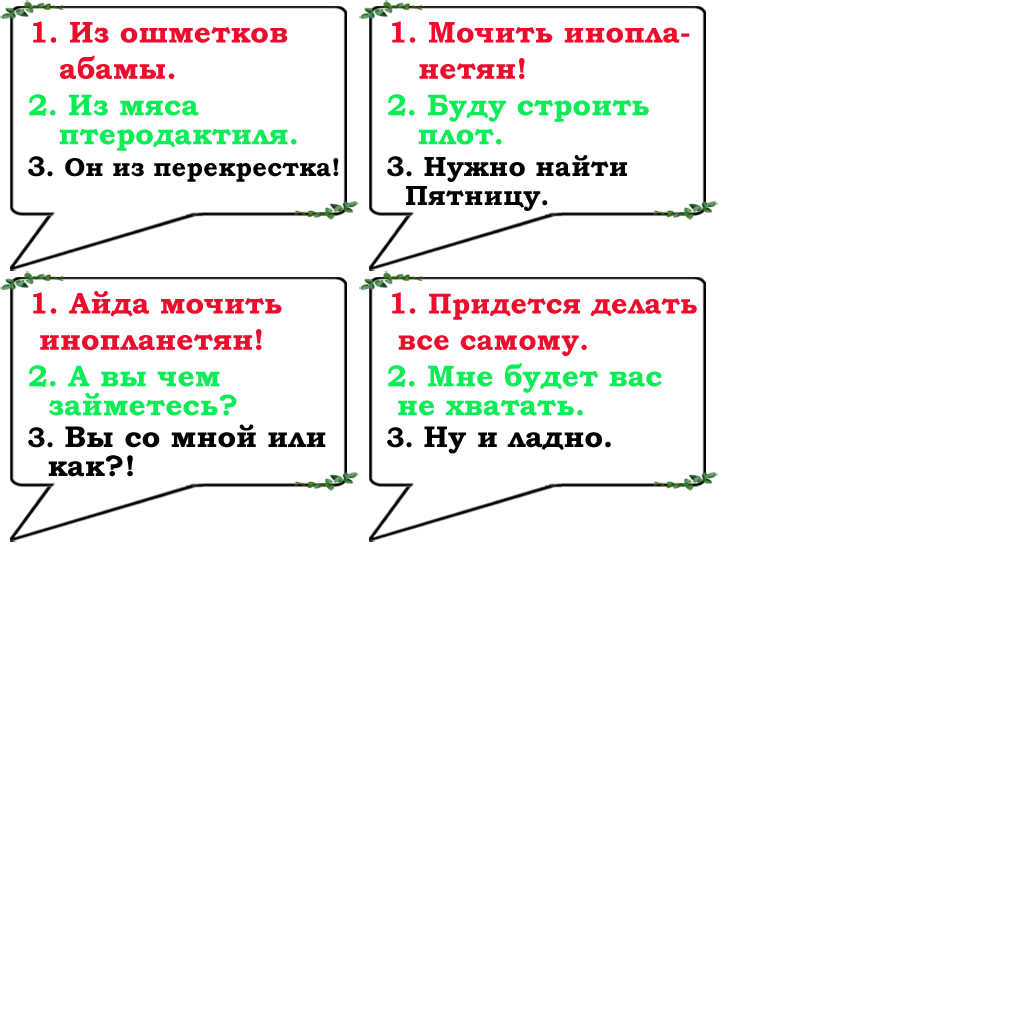 1. Из ошметков
абамы.
2. Из мяса
птеродактиля.
3. Он из перекрестка!
1. Мочить инопла-
нетян!
2. Буду строить
плот.
3. Нужно найти
Пятницу.
1. Айда мочить
инопланетян!
2. А вы чем
займетесь?
3. Вы со мной или
как?!
1. Придется делать
все самому.
2. Мне будет вас
не хватать.
3. Ну и ладно.